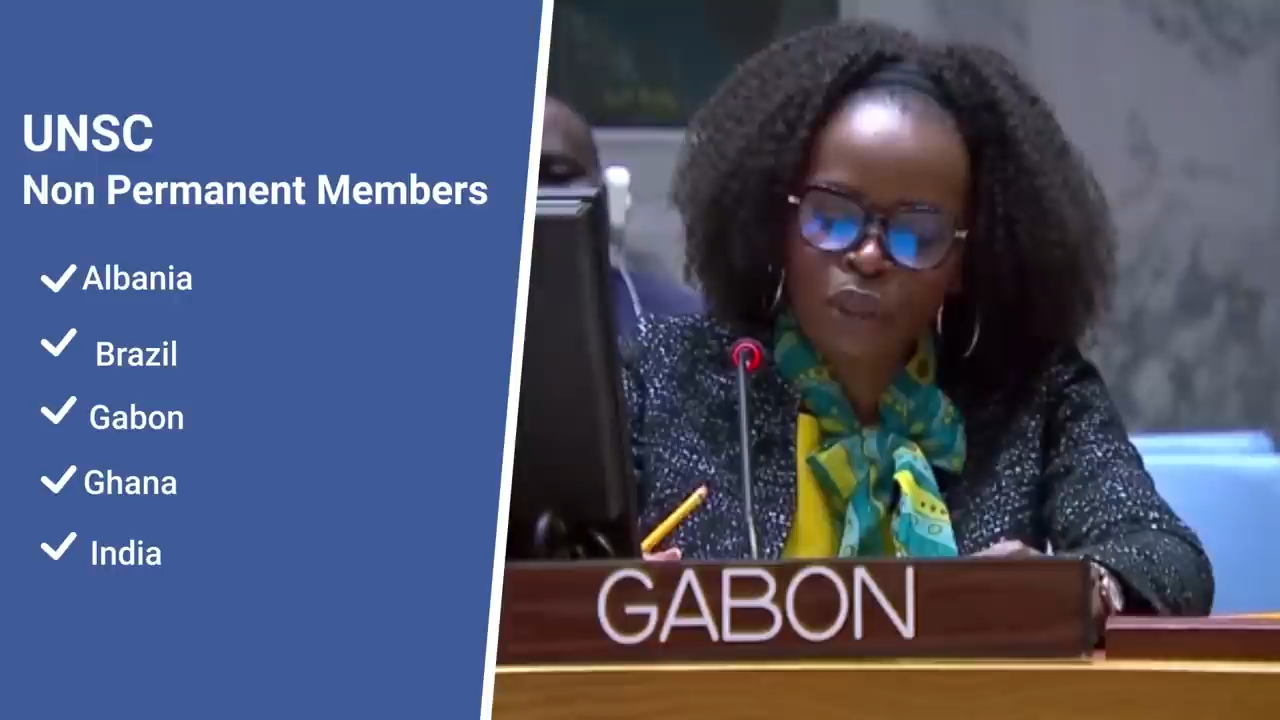 UNSC
Non Permanent Members
Albania
Brazil
Gabon
Ghana
India
GABON